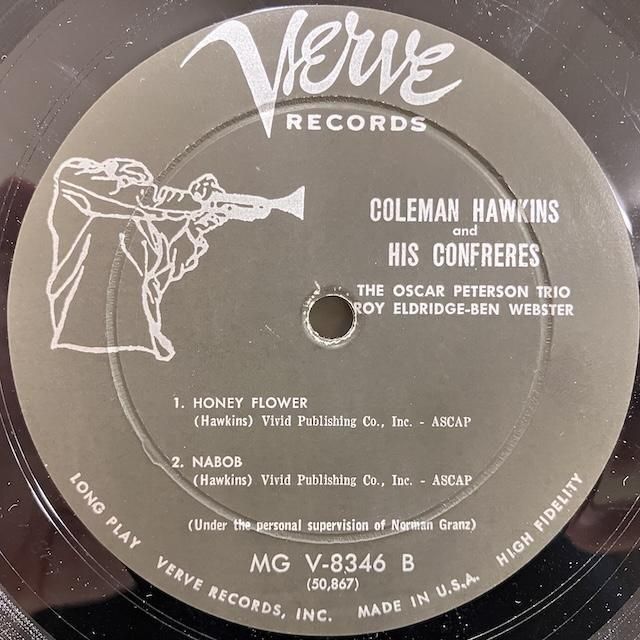 Verve
RECORDS
COLEMAN HAWKINS
and
HIS CONFRERES
THE OSCAR PETERSON TRIO
ROY ELDRIDGE-BEN WEBSTER
1. HONEY FLOWER
(Hawkins) Vivid Publishing Co., Inc. - ASCAP
2. NABOB
(Hawkins) Vivid Publishing Co., Inc. - ASCAP
(Under the personal supervision of Norman Granz)
MG V-8346 B
(50,867)
LONG PLAY VERVE RECORDS, INC. MADE IN U.S.A. HIGH FIDELITY